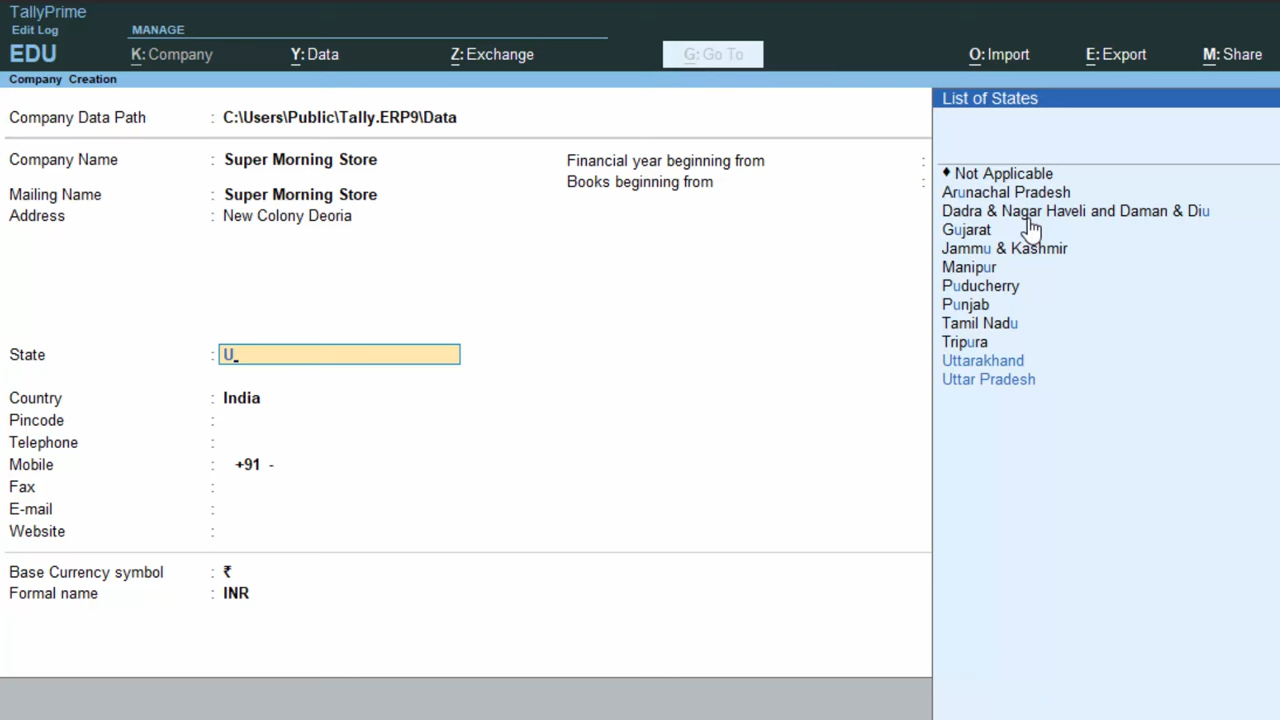 TallyPrime
Edit Log
EDU
MANAGE
K: Company Y: Data Z: Exchange G: Go To O: Import E: Export M: Share
Company Creation
Company Data Path : C:\Users\Public\Tally.ERP9\Data
Company Name : Super Morning Store
Mailing Name : Super Morning Store
Address : New Colony Deoria
Financial year beginning from :
Books beginning from :
State : U
Country : India
Pincode :
Telephone :
Mobile : +91 -
Fax :
E-mail :
Website :
Base Currency symbol : ₹
Formal name : INR
List of States
♦ Not Applicable
Arunachal Pradesh
Dadra & Nagar Haveli and Daman & Diu
Gujarat
Jammu & Kashmir
Manipur
Puducherry
Punjab
Tamil Nadu
Tripura
Uttarakhand
Uttar Pradesh